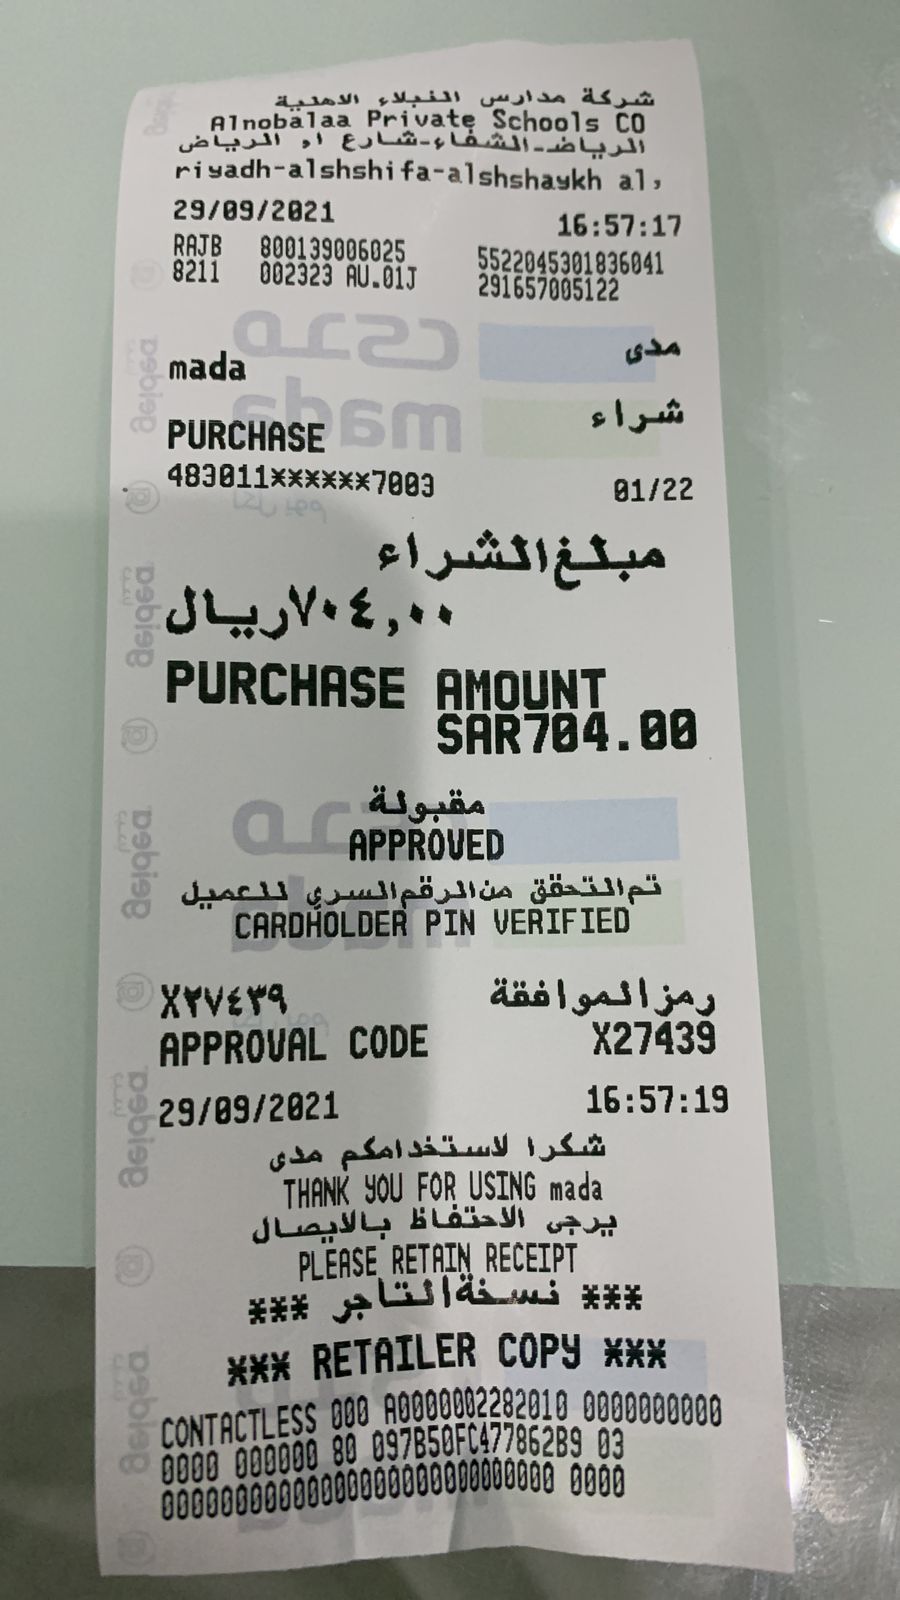 شركة مدارس النبلاء الاهلية
Alnobalaa Private Schools CO
الرياض-الشفاء-شارع ا, الرياض
riyadh-alshshifa-alshshaykh al,
29/09/2021 16:57:17
RAJB 800139006025 5522045301836041
8211 002323 AU.01J 291657005122
mada مدى
PURCHASE شراء
483011******7003 01/22
مبلغ الشراء
٧٠٤,٠٠ ريال
PURCHASE AMOUNT
SAR704.00
مقبولة
APPROVED
تم التحقق من الرقم السري للعميل
CARDHOLDER PIN VERIFIED
رمز الموافقة X٢٧٤٣٩
APPROVAL CODE X27439
29/09/2021 16:57:19
شكرا لاستخدامكم مدى
THANK YOU FOR USING mada
يرجى الاحتفاظ بالايصال
PLEASE RETAIN RECEIPT
*** نسخة التاجر ***
*** RETAILER COPY ***
CONTACTLESS 000 A0000002282010 0000000000
0000 000000 80 097B50FC477862B9 03
0000000000000000000000000000 0000